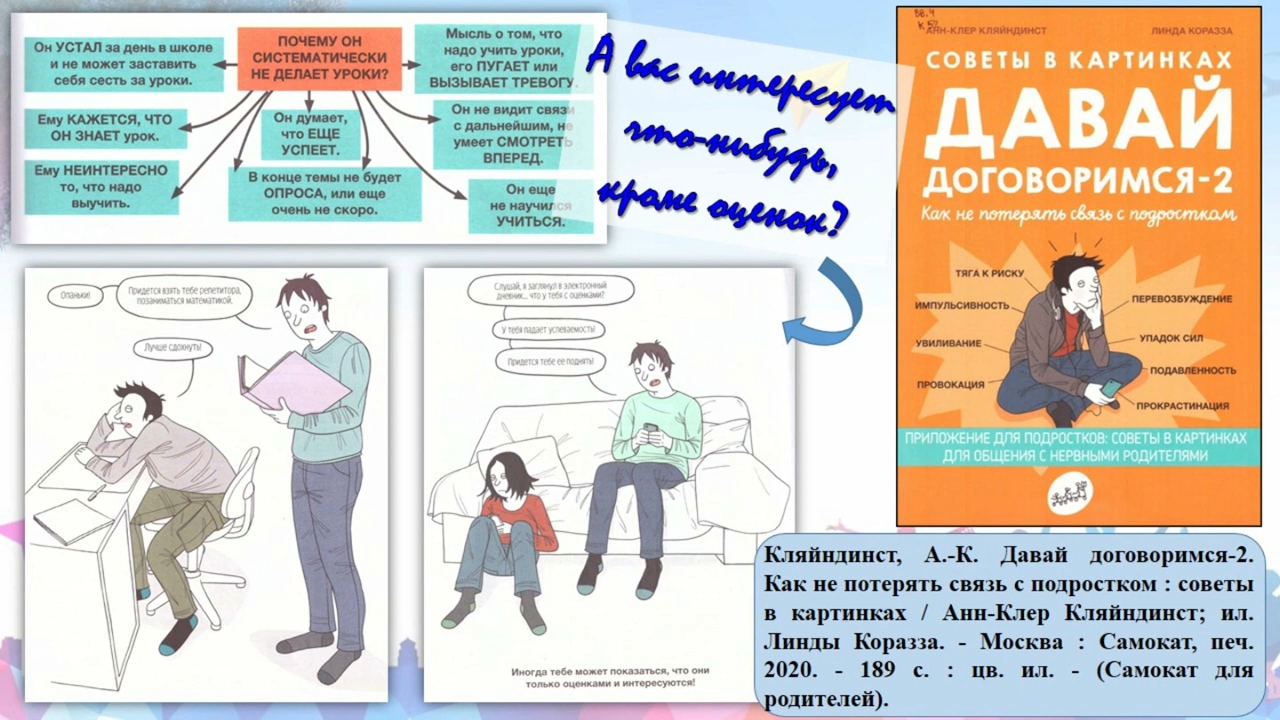 ПОЧЕМУ ОН
СИСТЕМАТИЧЕСКИ
НЕ ДЕЛАЕТ УРОКИ?
Он УСТАЛ за день в школе
и не может заставить
себя сесть за уроки.
Ему КАЖЕТСЯ, ЧТО
ОН ЗНАЕТ урок.
Ему НЕИНТЕРЕСНО
то, что надо
выучить.
Он думает,
что ЕЩЕ
УСПЕЕТ.
В конце темы не будет
ОПРОСА, или еще
очень не скоро.
Мысль о том, что
надо учить уроки,
его ПУГАЕТ или
ВЫЗЫВАЕТ ТРЕВОГУ.
Он не видит связи
с дальнейшим, не
умеет СМОТРЕТЬ
ВПЕРЕД.
Он еще
не научился
УЧИТЬСЯ.
А вас интересует
что-нибудь,
кроме оценок?
Опаньки!
Придется взять тебе репетитора,
позаниматься математикой.
Лучше сдохнуть!
Слушай, я заглянул в электронный
дневник... что у тебя с оценками?
У тебя падает успеваемость!
Придется тебе ее поднять!
Иногда тебе может показаться, что они
только оценками и интересуются!
АНН-КЛЕР КЛЯЙНДИНСТ
ЛИНДА КОРАЗЗА
СОВЕТЫ В КАРТИНКАХ
ДАВАЙ
ДОГОВОРИМСЯ-2
Как не потерять связь с подростком
ТЯГА К РИСКУ
ИМПУЛЬСИВНОСТЬ
УВИЛИВАНИЕ
ПРОВОКАЦИЯ
ПЕРЕВОЗБУЖДЕНИЕ
УПАДОК СИЛ
ПОДАВЛЕННОСТЬ
ПРОКРАСТИНАЦИЯ
ПРИЛОЖЕНИЕ ДЛЯ ПОДРОСТКОВ: СОВЕТЫ В КАРТИНКАХ
ДЛЯ ОБЩЕНИЯ С НЕРВНЫМИ РОДИТЕЛЯМИ
Кляйндинст, А.-К. Давай договоримся-2.
Как не потерять связь с подростком : советы
в картинках / Анн-Клер Кляйндинст; ил.
Линды Коразза. - Москва : Самокат, печ.
2020. - 189 с. : цв. ил. - (Самокат для
родителей).